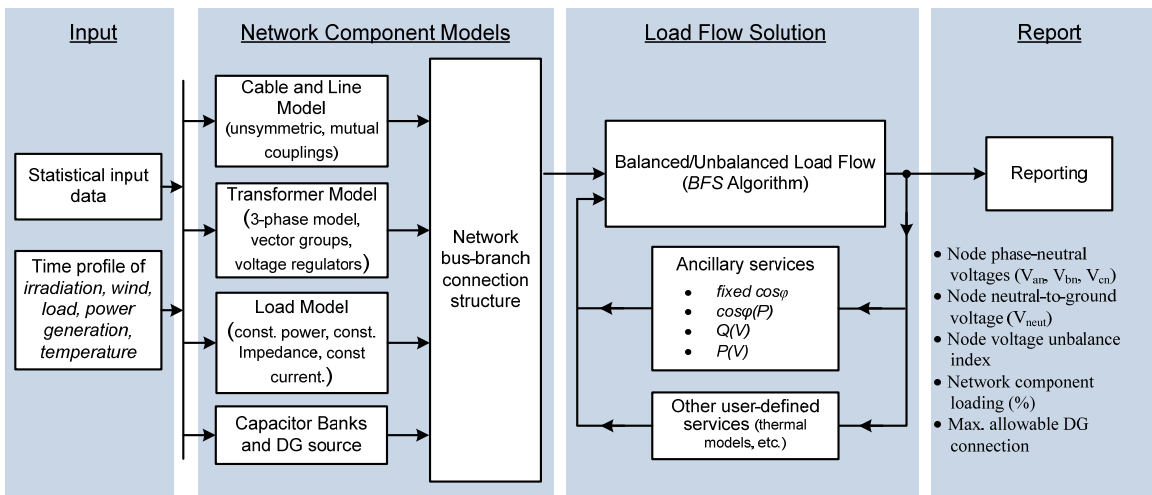 Input
Statistical input
data
Time profile of
irradiation, wind,
load, power
generation,
temperature
Network Component Models
Cable and Line
Model
(unsymmetric, mutual
couplings)
Transformer Model
(3-phase model,
vector groups,
voltage regulators)
Load Model
(const. power, const.
Impedance, const
current.)
Capacitor Banks
and DG source
Network
bus-branch
connection
structure
Load Flow Solution
Balanced/Unbalanced Load Flow
(BFS Algorithm)
Ancillary services
• fixed cosφ
• cosφ(P)
• Q(V)
• P(V)
Other user-defined
services (thermal
models, etc.)
Report
Reporting
• Node phase-neutral
voltages (Van, Vbn, Vcn)
• Node neutral-to-ground
voltage (Vneut)
• Node voltage unbalance
index
• Network component
loading (%)
• Max. allowable DG
connection